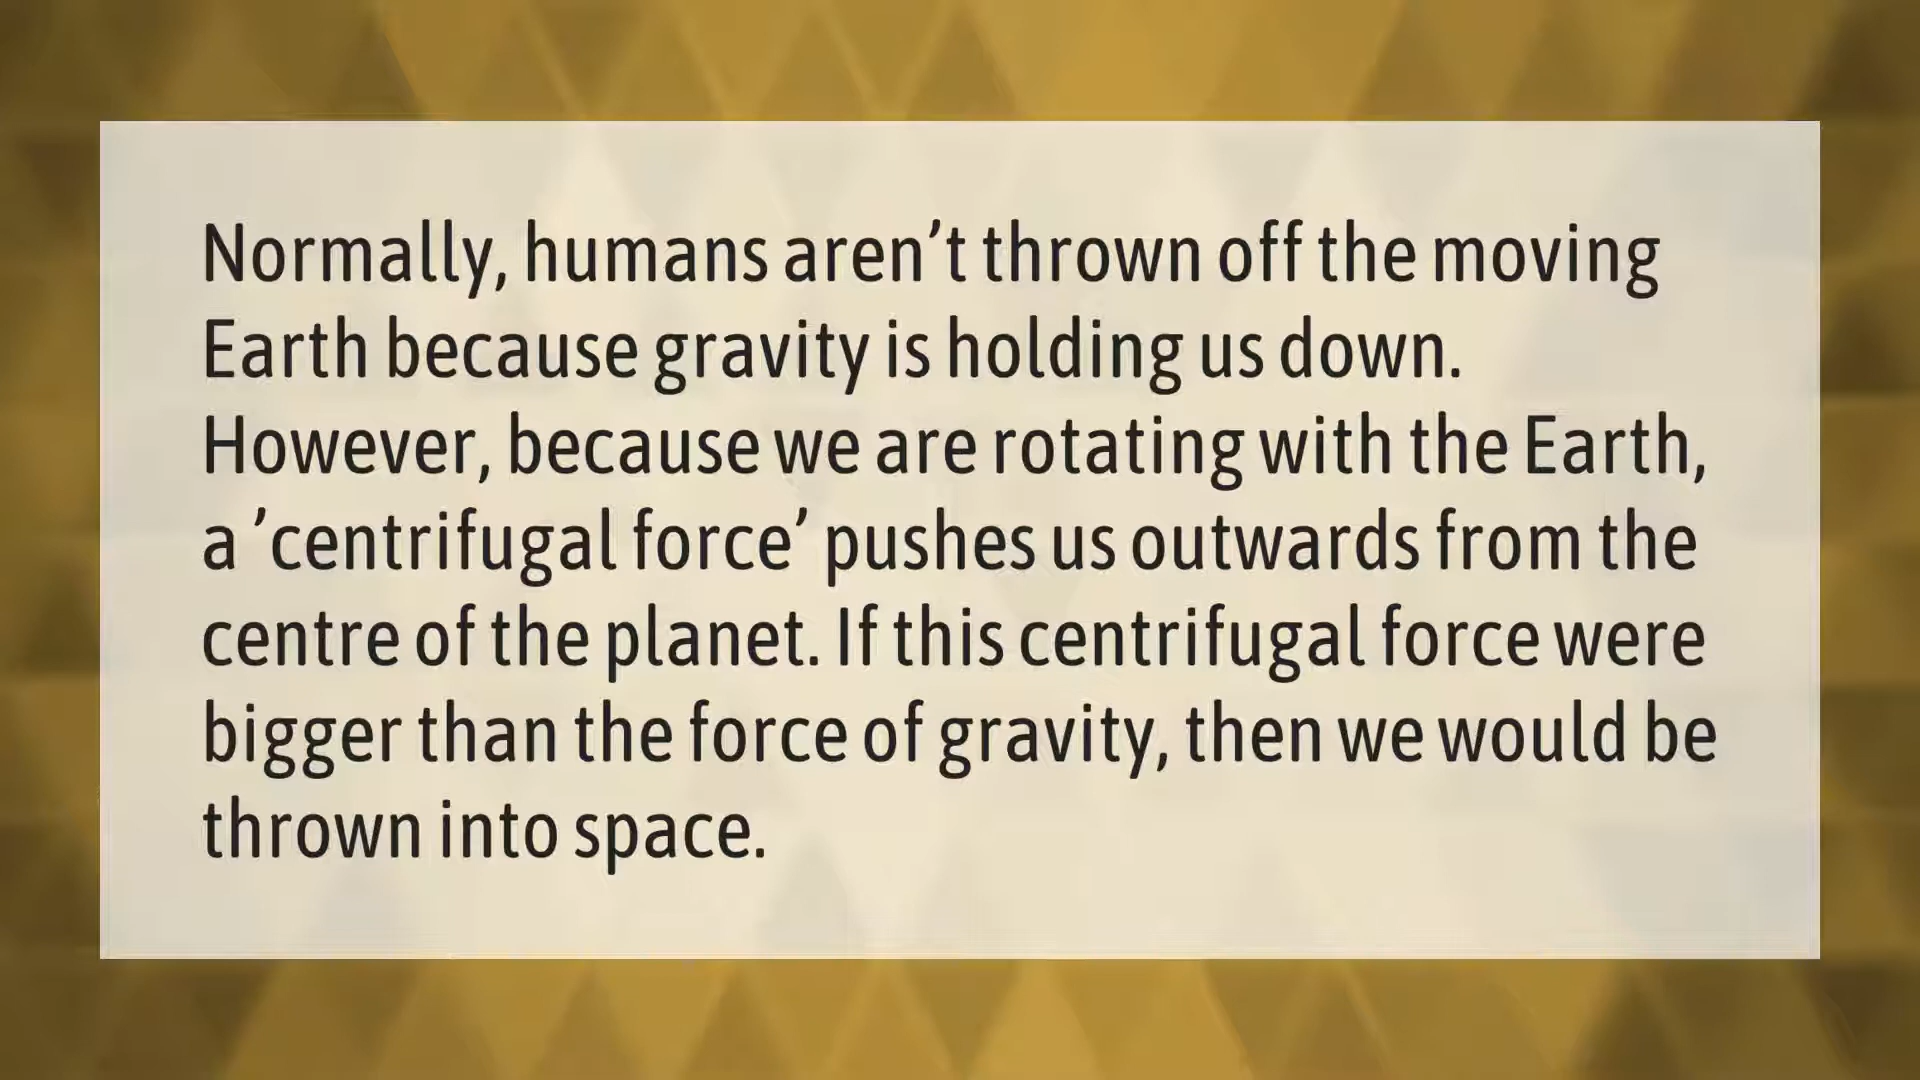 Normally, humans aren’t thrown off the moving
Earth because gravity is holding us down.
However, because we are rotating with the Earth,
a ’centrifugal force’ pushes us outwards from the
centre of the planet. If this centrifugal force were
bigger than the force of gravity, then we would be
thrown into space.